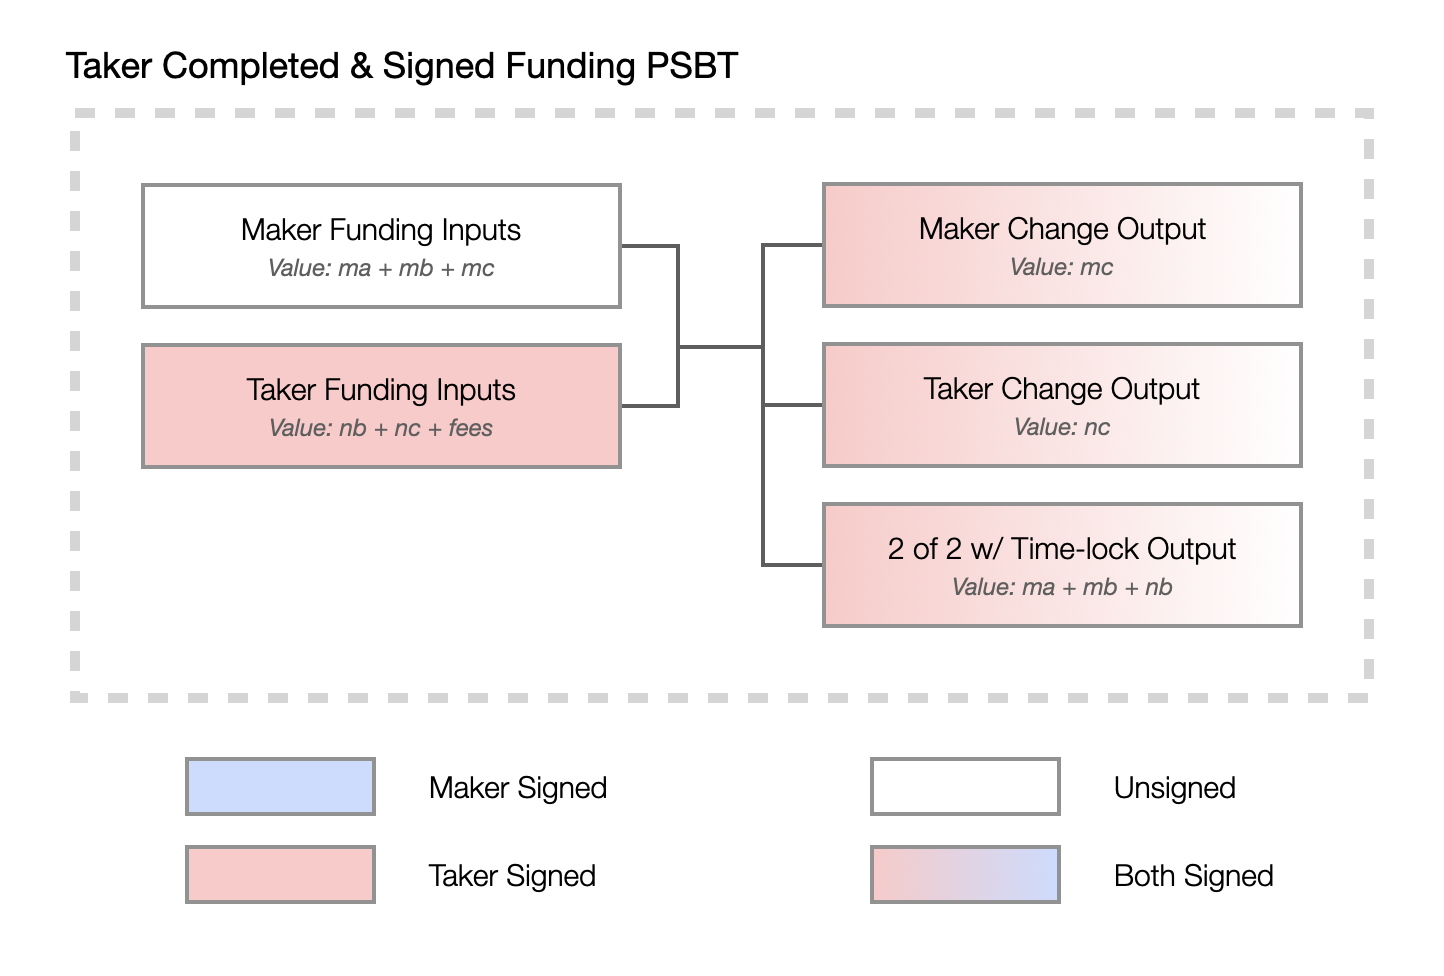 Taker Completed & Signed Funding PSBT
Maker Funding Inputs
Value: ma + mb + mc
Taker Funding Inputs
Value: nb + nc + fees
Maker Change Output
Value: mc
Taker Change Output
Value: nc
2 of 2 w/ Time-lock Output
Value: ma + mb + nb
Maker Signed
Taker Signed
Unsigned
Both Signed